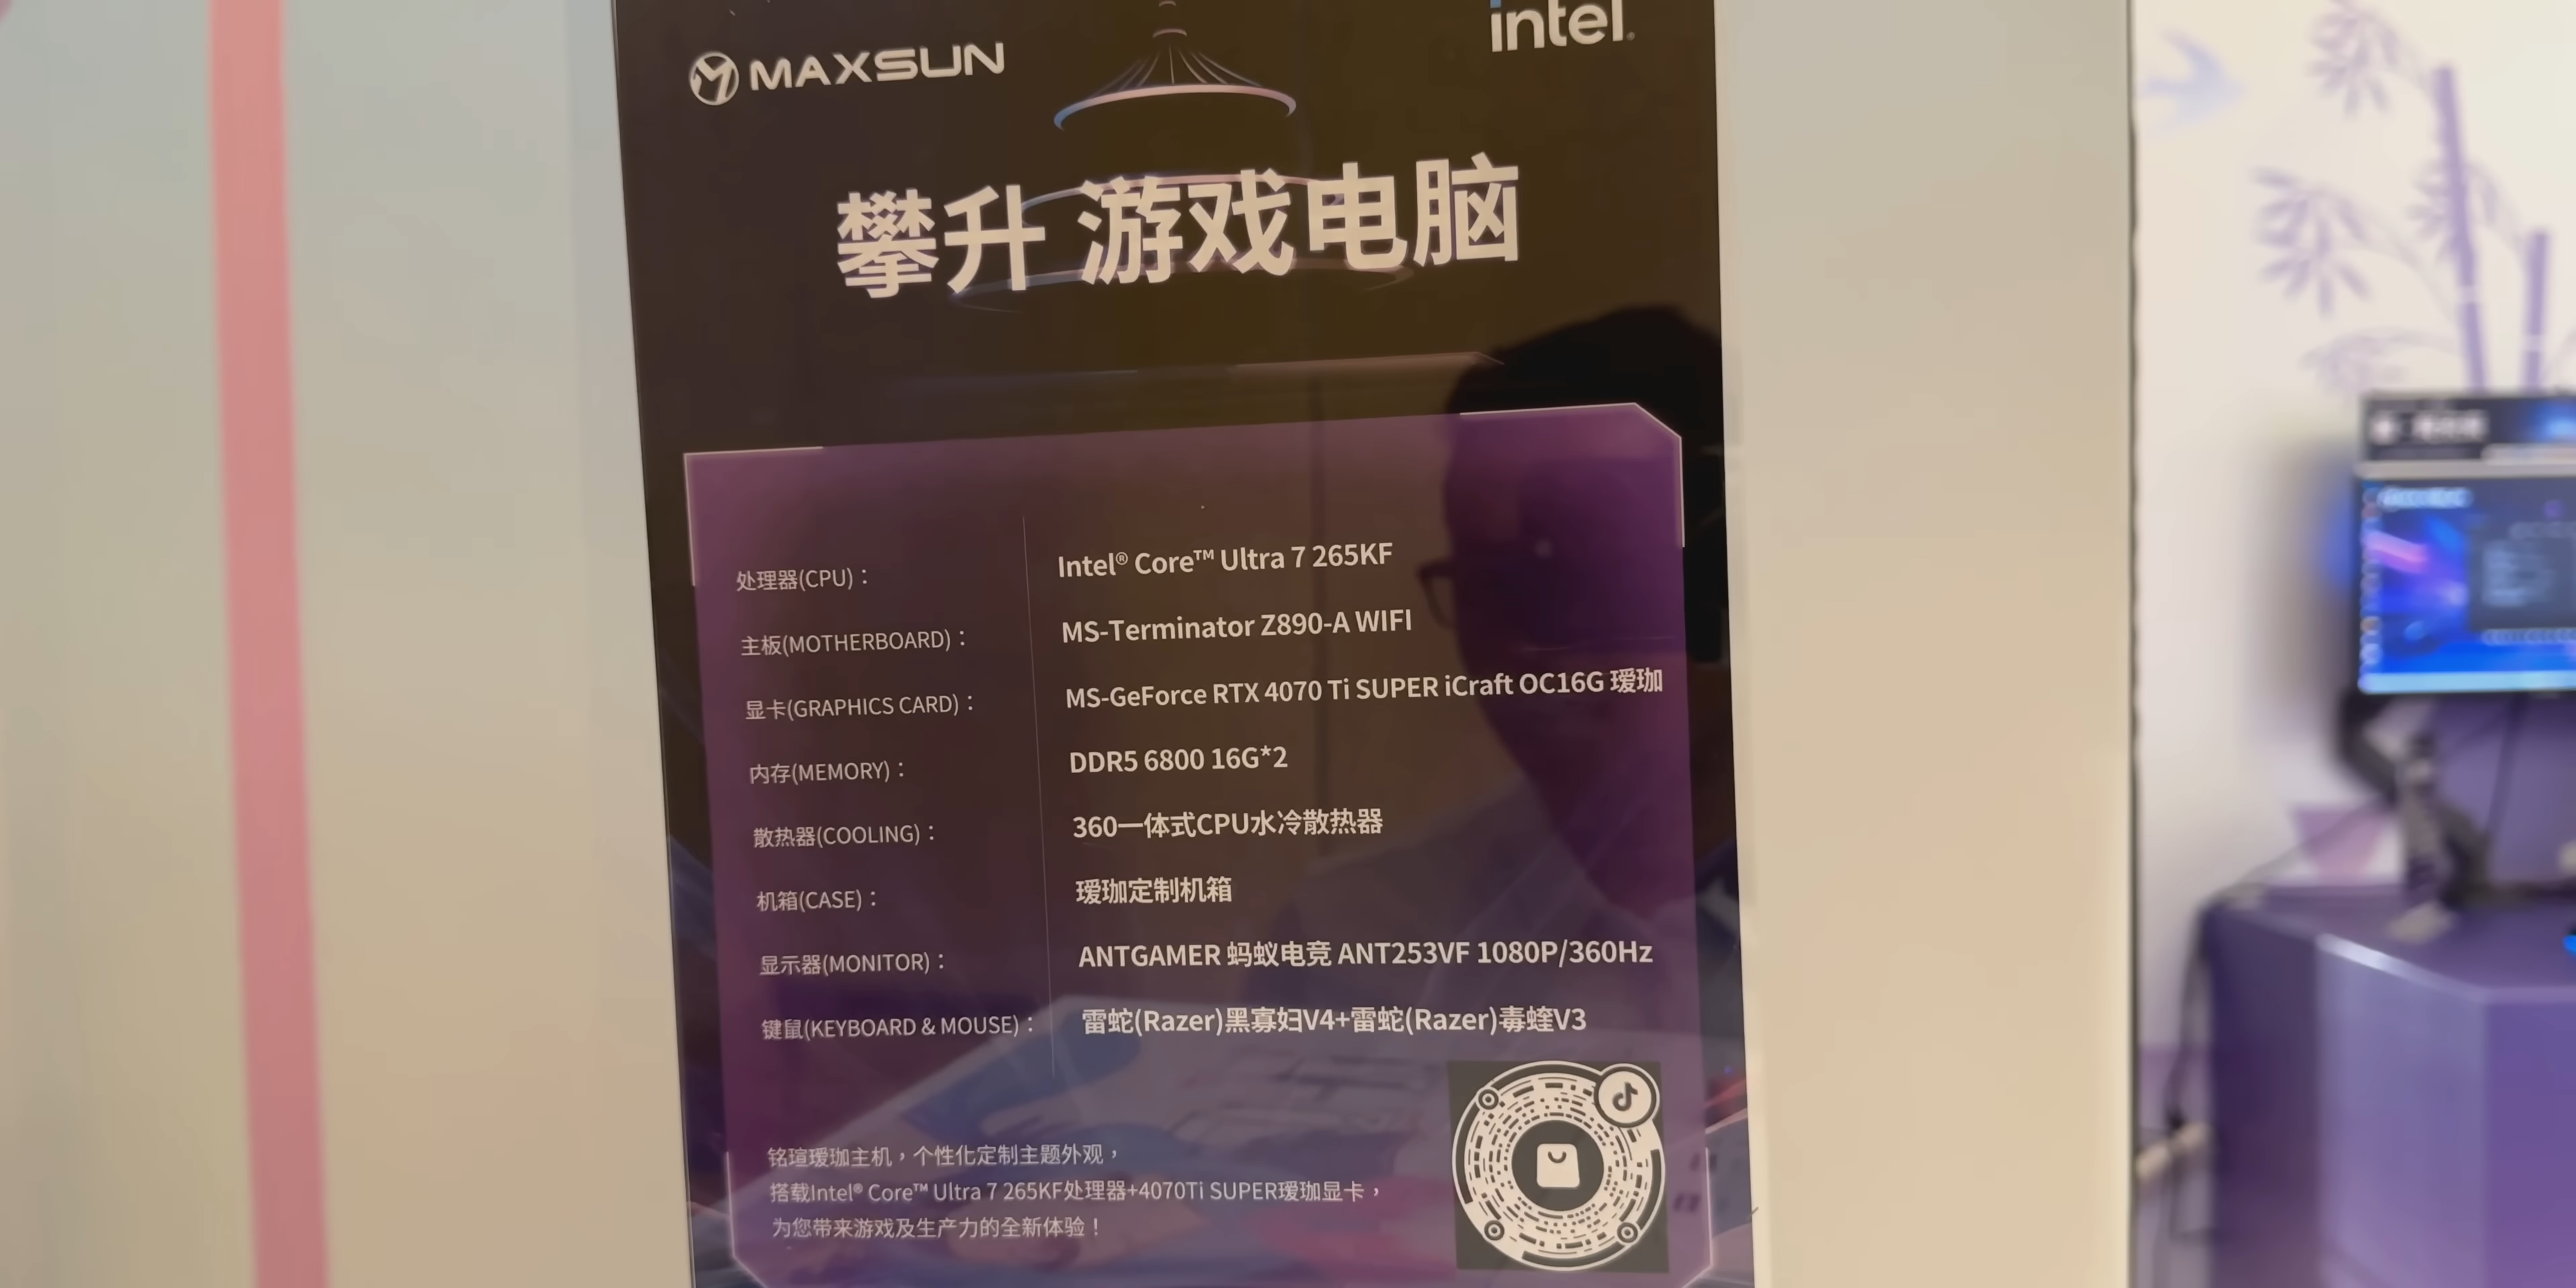 MAXSUN
intel®
攀升 游戏电脑
处理器(CPU)： Intel® Core™ Ultra 7 265KF
主板(MOTHERBOARD)： MS-Terminator Z890-A WIFI
显卡(GRAPHICS CARD)： MS-GeForce RTX 4070 Ti SUPER iCraft OC16G 瑷珈
内存(MEMORY)： DDR5 6800 16G*2
散热器(COOLING)： 360一体式CPU水冷散热器
机箱(CASE)： 瑷珈定制机箱
显示器(MONITOR)： ANTGAMER 蚂蚁电竞 ANT253VF 1080P/360Hz
键鼠(KEYBOARD & MOUSE)： 雷蛇(Razer)黑寡妇V4+雷蛇(Razer)毒蝰V3
铭瑄瑷珈主机，个性化定制主题外观，
搭载Intel® Core™ Ultra 7 265KF处理器+4070Ti SUPER瑷珈显卡，
为您带来游戏及生产力的全新体验！